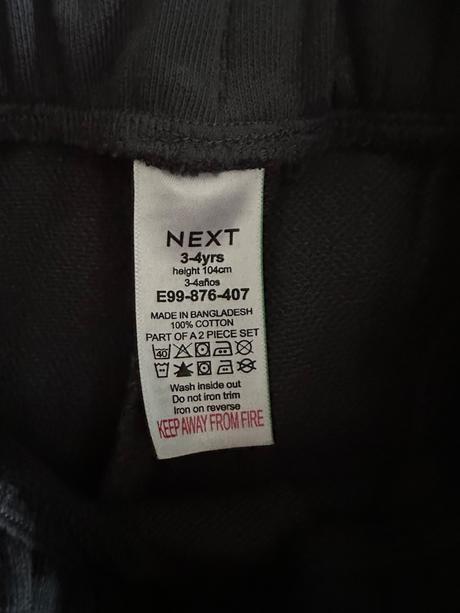 NEXT
3-4yrs
height 104cm
3-4años
E99-876-407
MADE IN BANGLADESH
100% COTTON
PART OF A 2 PIECE SET
40
Wash inside out
Do not iron trim
Iron on reverse
KEEP AWAY FROM FIRE